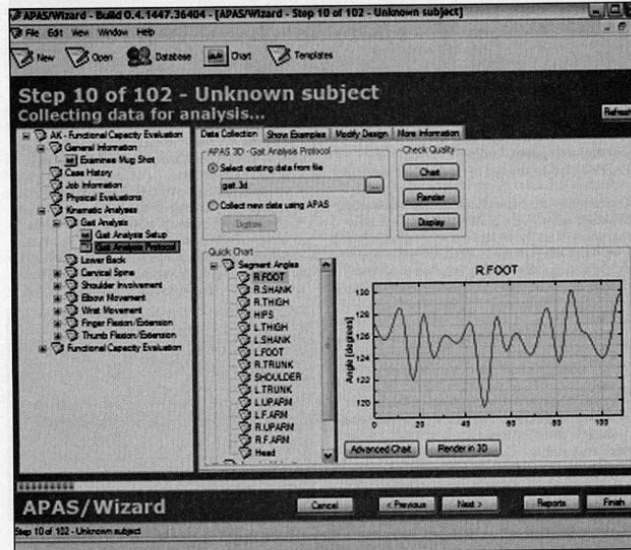 APAS/Wizard - Build 0.4.1447.36404 - [APAS/Wizard - Step 10 of 102 - Unknown subject]
File Edit View Window Help
New Open Database Chart Templates
Step 10 of 102 - Unknown subject
Collecting data for analysis...
Refresh
AK - Functional Capacity Evaluation
General Information
Examinee Mug Shot
Case History
Job Information
Physical Evaluations
Kinematic Analyses
Gait Analysis
Gait Analysis Setup
Gait Analysis Protocol
Lower Back
Cervical Spine
Shoulder Involvement
Elbow Movement
Wrist Movement
Finger Flexion/Extension
Thumb Flexion/Extension
Functional Capacity Evaluation
Data Collection Show Examples Modify Design More Information
APAS 3D - Gait Analysis Protocol
Select existing data from file
gait.3d
...
Collect new data using APAS
Digitize
Check Quality
Chart
Render
Display
Quick Chart
Segment Angles
R.FOOT
R.SHANK
R.THIGH
HIPS
L.THIGH
L.SHANK
L.FOOT
R.TRUNK
SHOULDER
L.TRUNK
L.UPARM
L.F.ARM
R.UPARM
R.F.ARM
Head
R.FOOT
Angle (degrees)
130
128
126
124
122
120
0 20 40 60 80 100
Advanced Chart Render in 3D
APAS/Wizard
Cancel < Previous Next > Reports Finish
Step 10 of 102 - Unknown subject